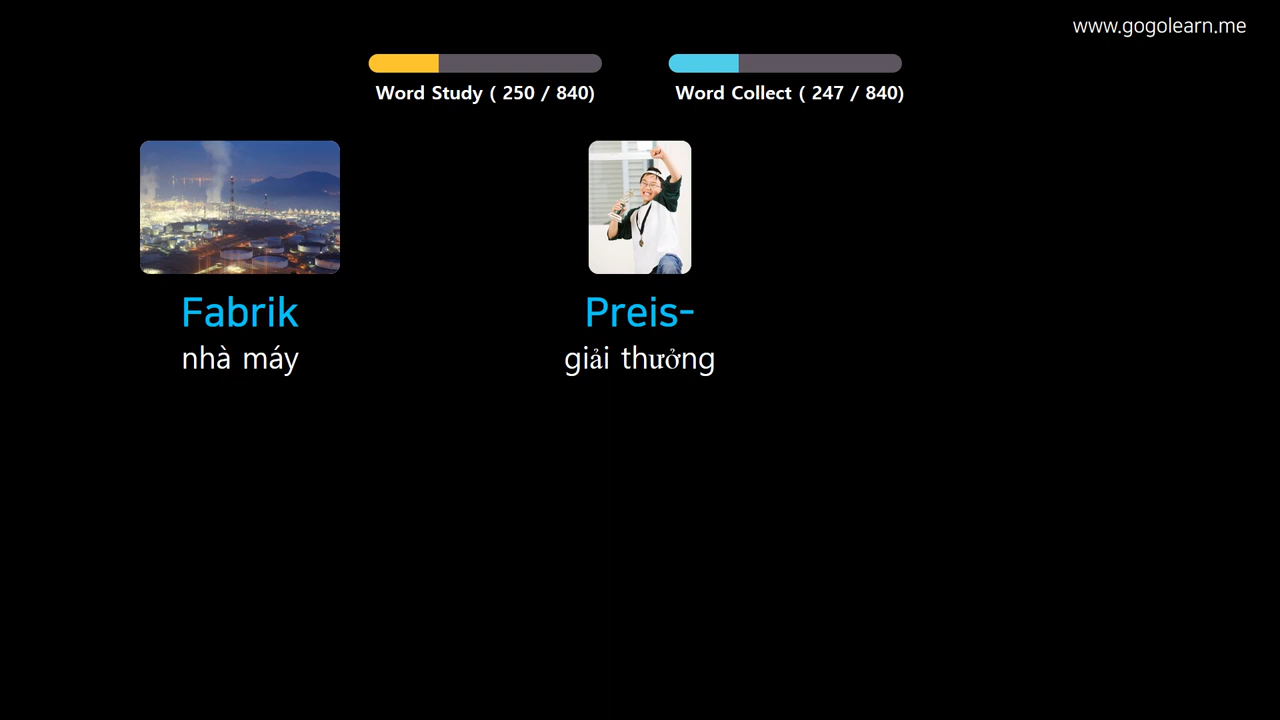 www.gogolearn.me
Word Study ( 250 / 840)
Word Collect ( 247 / 840)
Fabrik
nhà máy
Preis-
giải thưởng